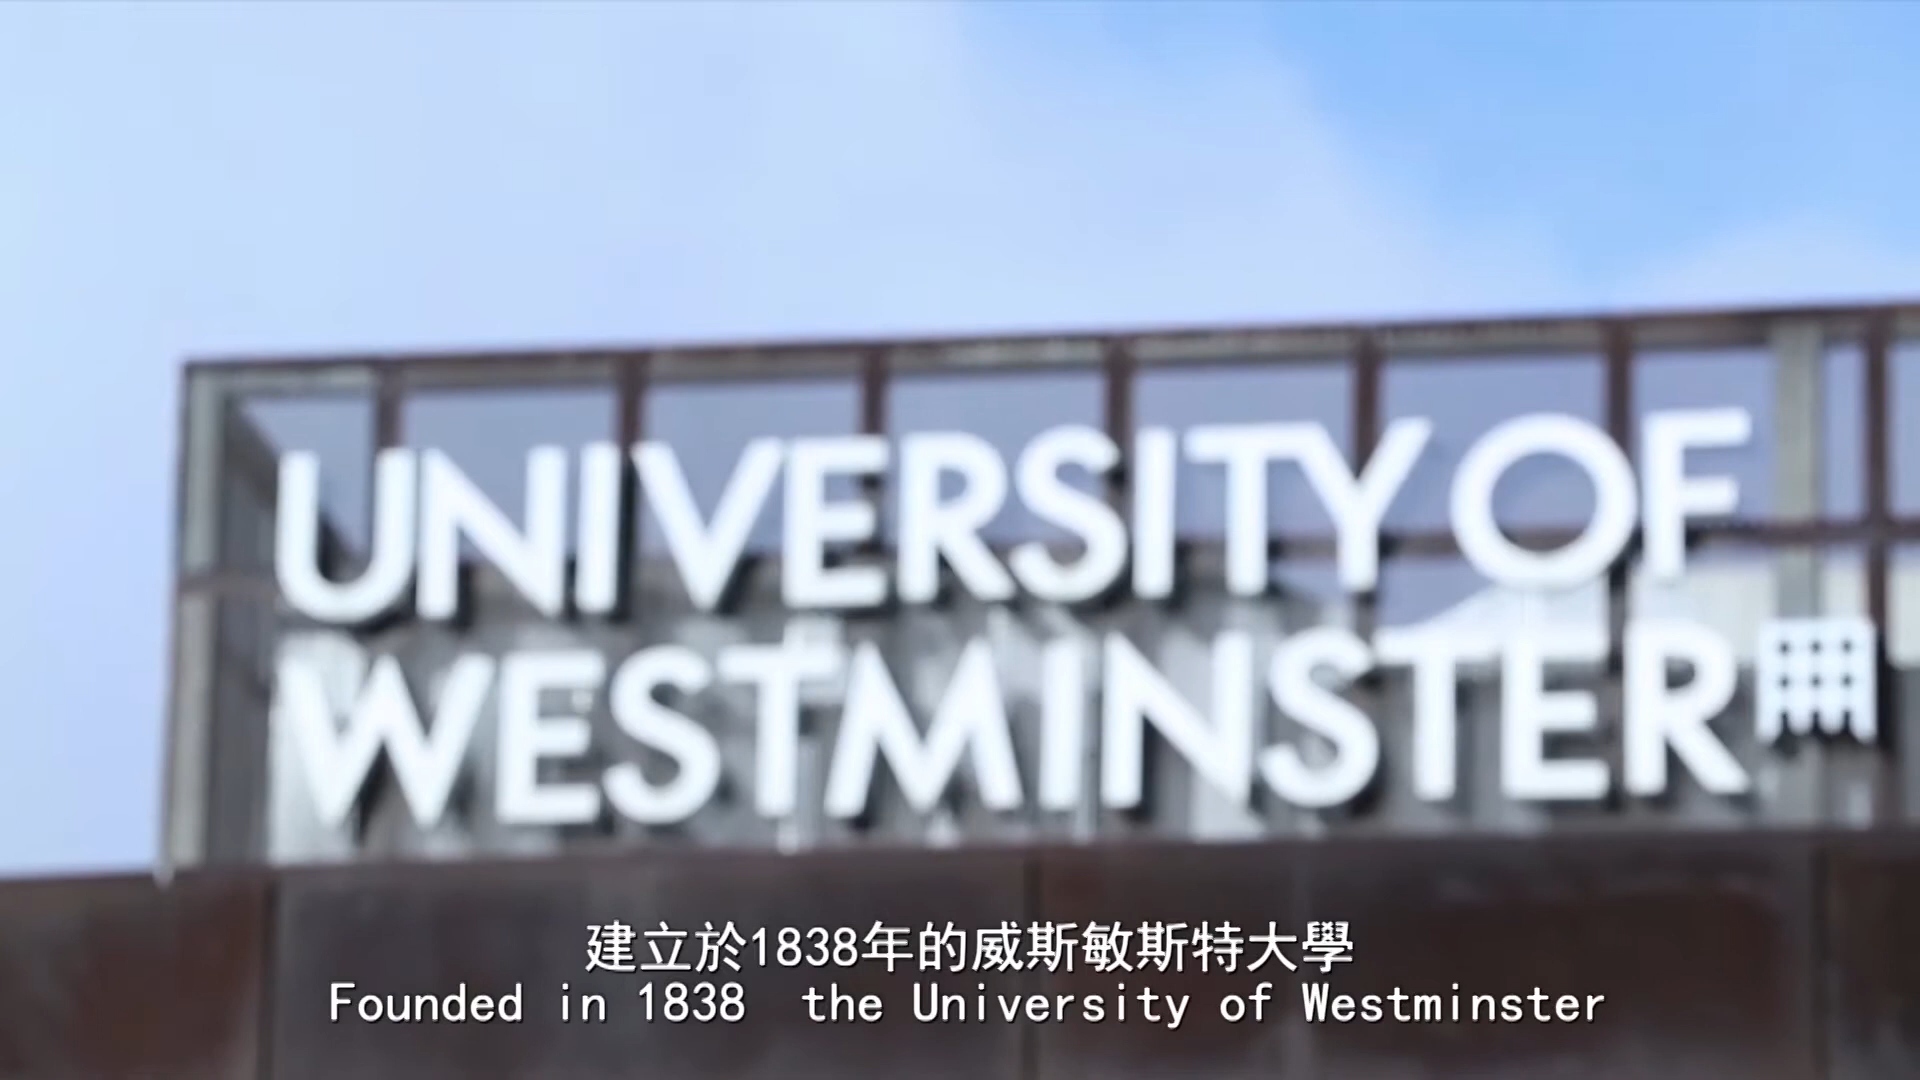 UNIVERSITY OF
WESTMINSTER
建立於1838年的威斯敏斯特大學
Founded in 1838 the University of Westminster